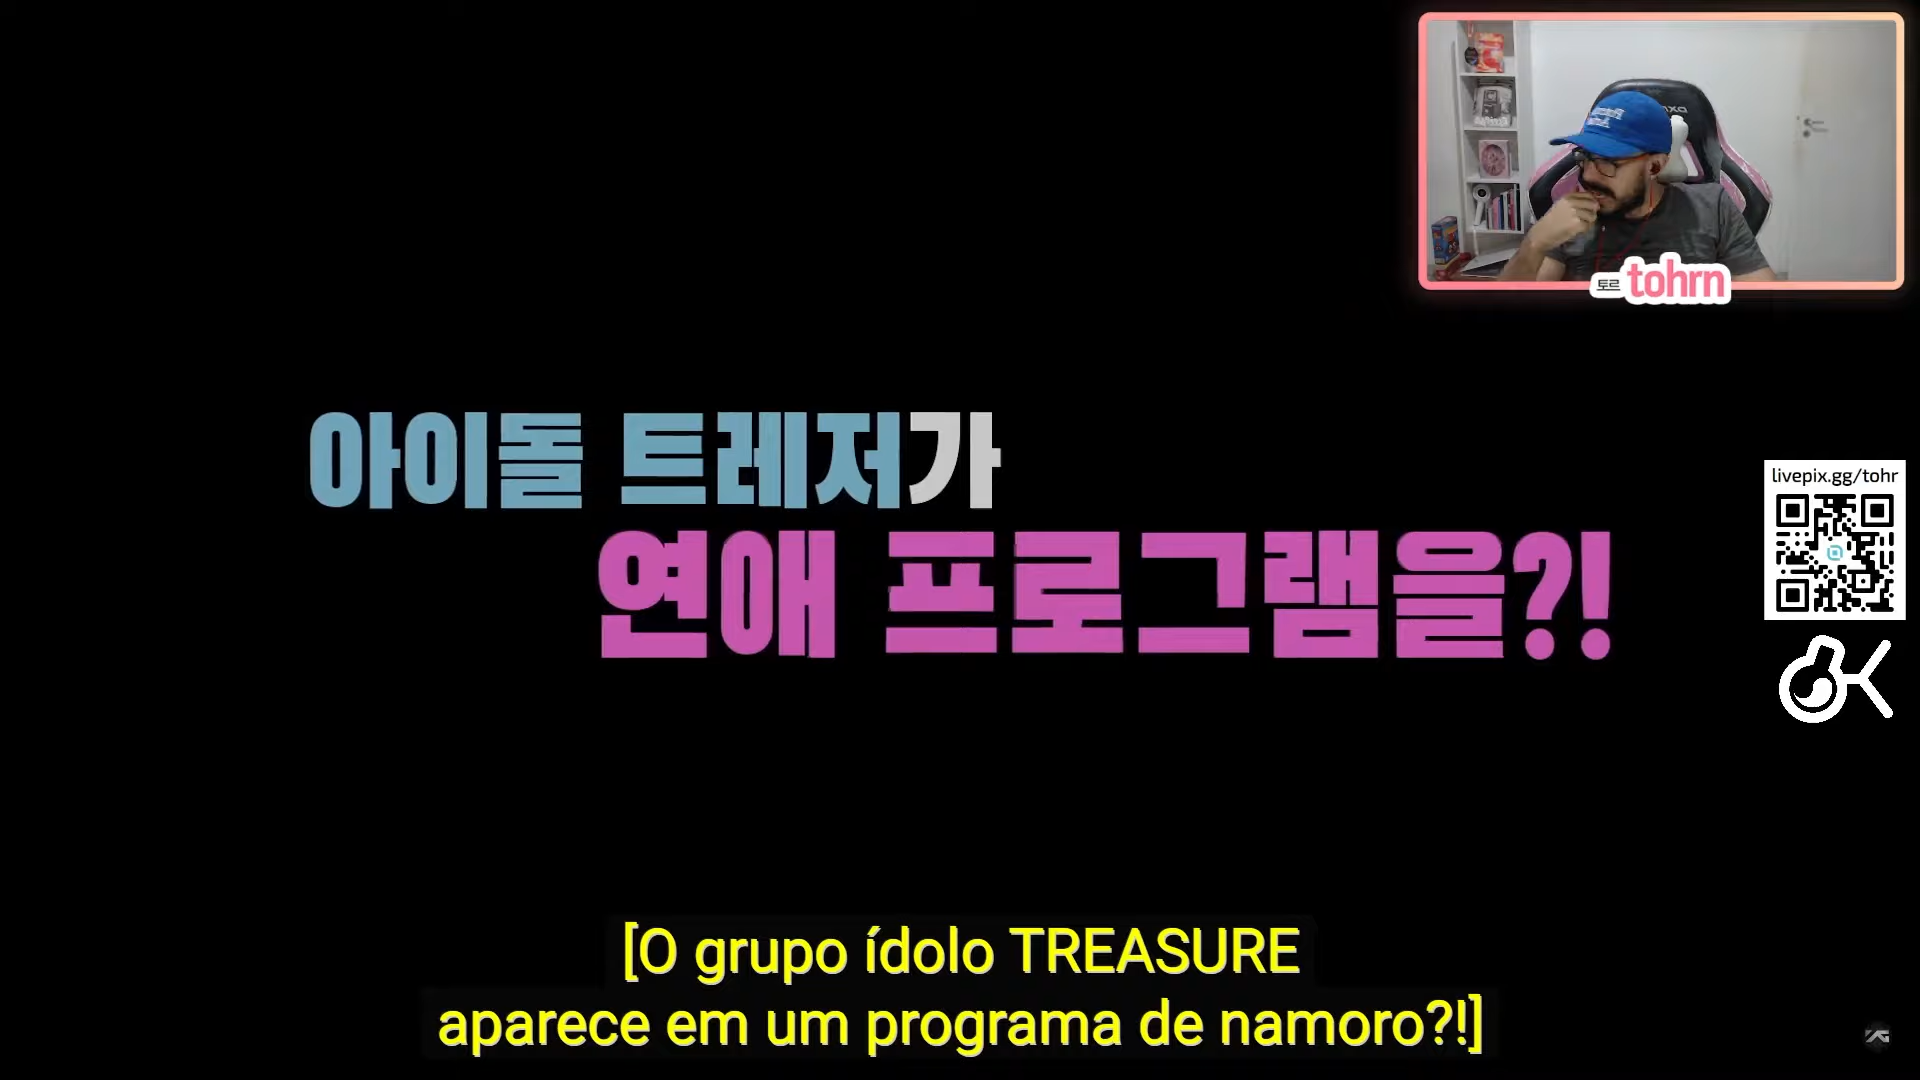 토르 tohrn
아이돌 트레저가
연애 프로그램을?!
livepix.gg/tohr
[O grupo ídolo TREASURE
aparece em um programa de namoro?!]
YG